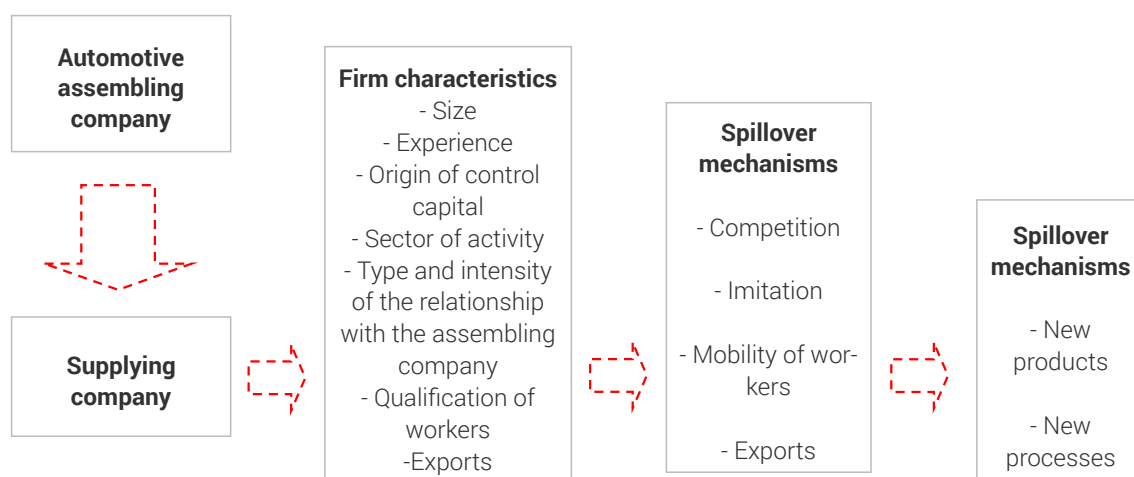 Automotive
assembling
company
Supplying
company
Firm characteristics
- Size
- Experience
- Origin of control
capital
- Sector of activity
- Type and intensity
of the relationship
with the assembling
company
- Qualification of
workers
-Exports
Spillover
mechanisms
- Competition
- Imitation
- Mobility of wor-
kers
- Exports
Spillover
mechanisms
- New
products
- New
processes